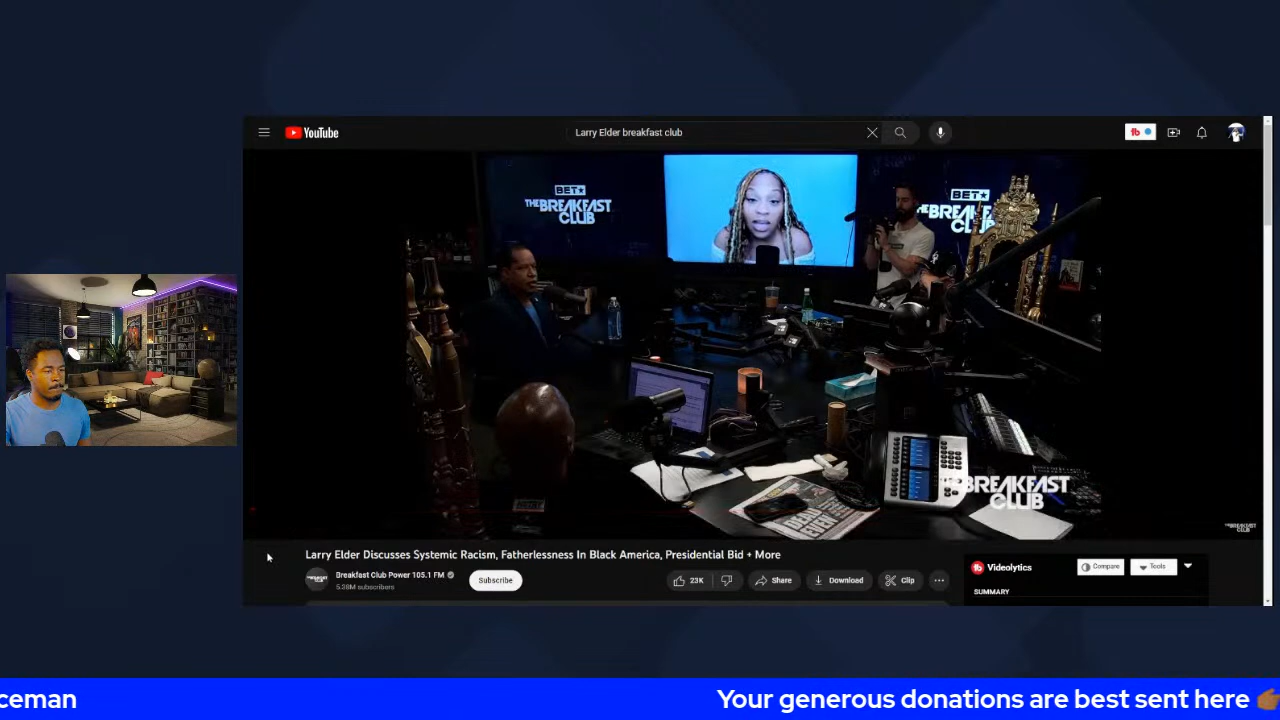 YouTube
Larry Elder breakfast club
BET★
THE BREAKFAST
CLUB
BET★
THE BREAKFAST
CLUB
THE BREAKFAST
CLUB
Larry Elder Discusses Systemic Racism, Fatherlessness In Black America, Presidential Bid + More
Breakfast Club Power 105.1 FM
5.38M subscribers
Subscribe
23K
Share
Download
Clip
tb Videolytics
Compare
Tools
SUMMARY
ceman
Your generous donations are best sent here